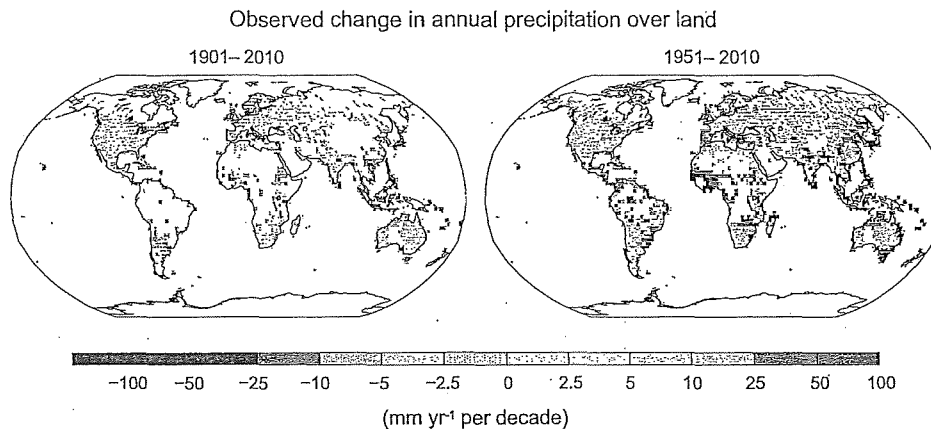 Observed change in annual precipitation over land
1901–2010
1951–2010
−100 −50 −25 −10 −5 −2.5 0 2.5 5 10 25 50 100
(mm yr⁻¹ per decade)